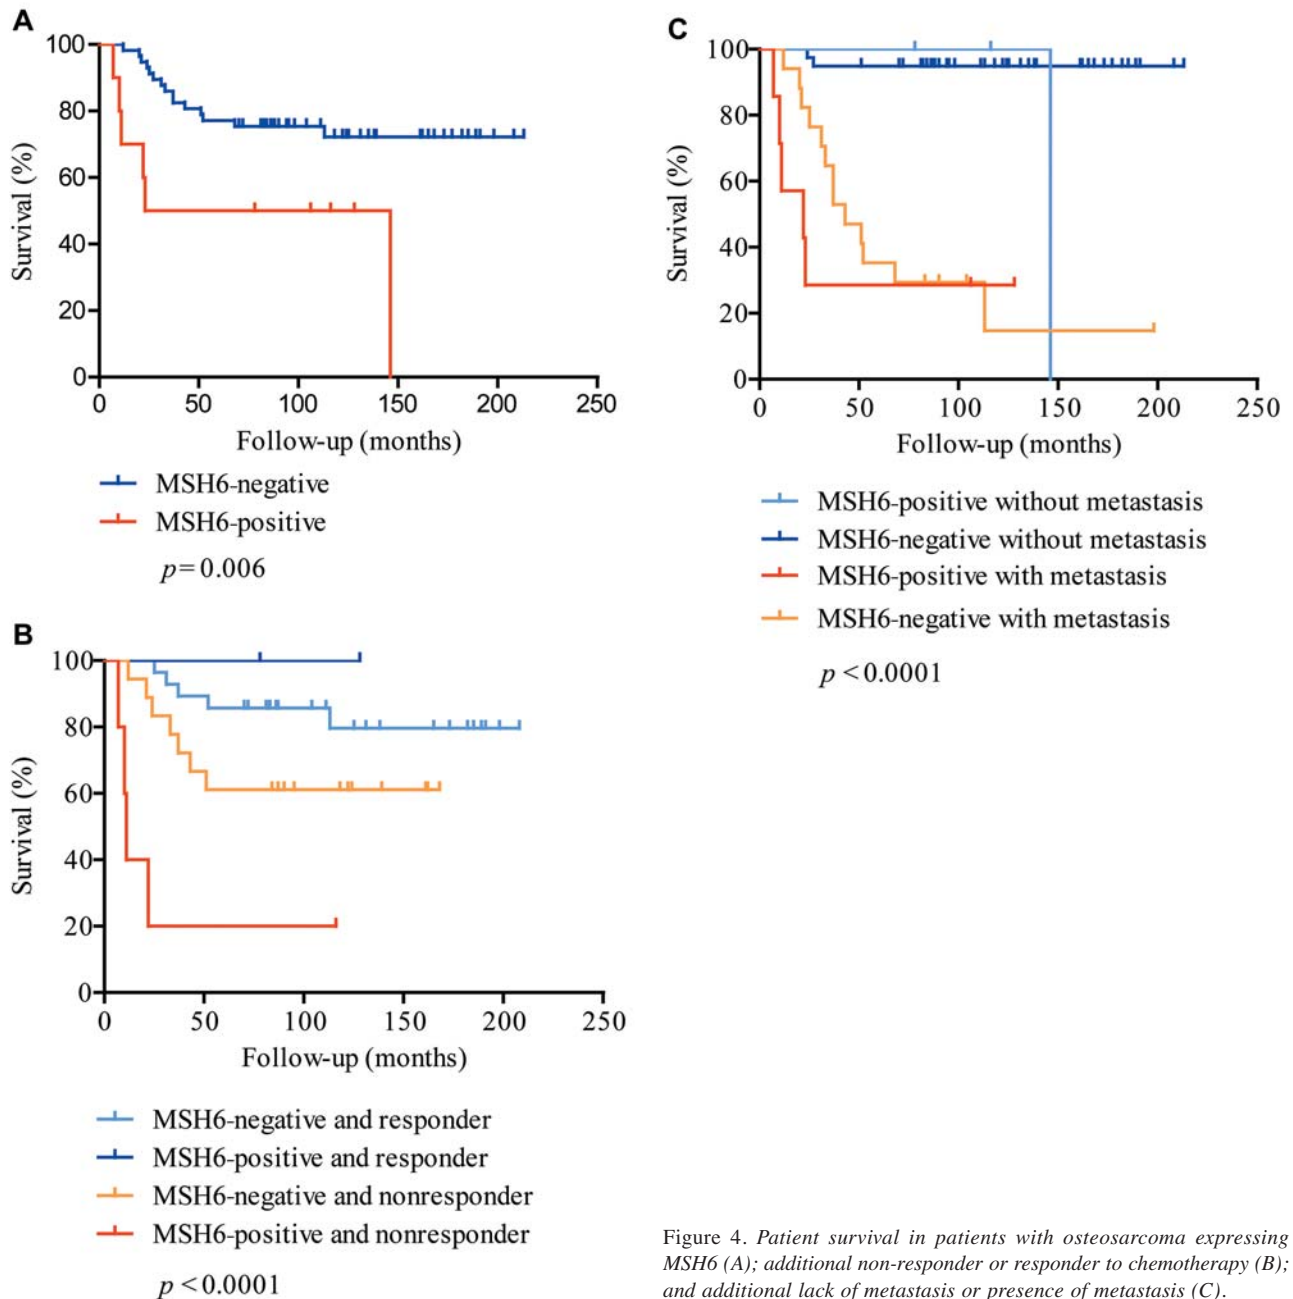 A
100
80
60
40
20
0
Survival (%)
0 50 100 150 200 250
Follow-up (months)
MSH6-negative
MSH6-positive
p=0.006
B
100
80
60
40
20
0
Survival (%)
0 50 100 150 200 250
Follow-up (months)
MSH6-negative and responder
MSH6-positive and responder
MSH6-negative and nonresponder
MSH6-positive and nonresponder
p<0.0001
C
100
80
60
40
20
0
Survival (%)
0 50 100 150 200 250
Follow-up (months)
MSH6-positive without metastasis
MSH6-negative without metastasis
MSH6-positive with metastasis
MSH6-negative with metastasis
p<0.0001
Figure 4. Patient survival in patients with osteosarcoma expressing
MSH6 (A); additional non-responder or responder to chemotherapy (B);
and additional lack of metastasis or presence of metastasis (C).